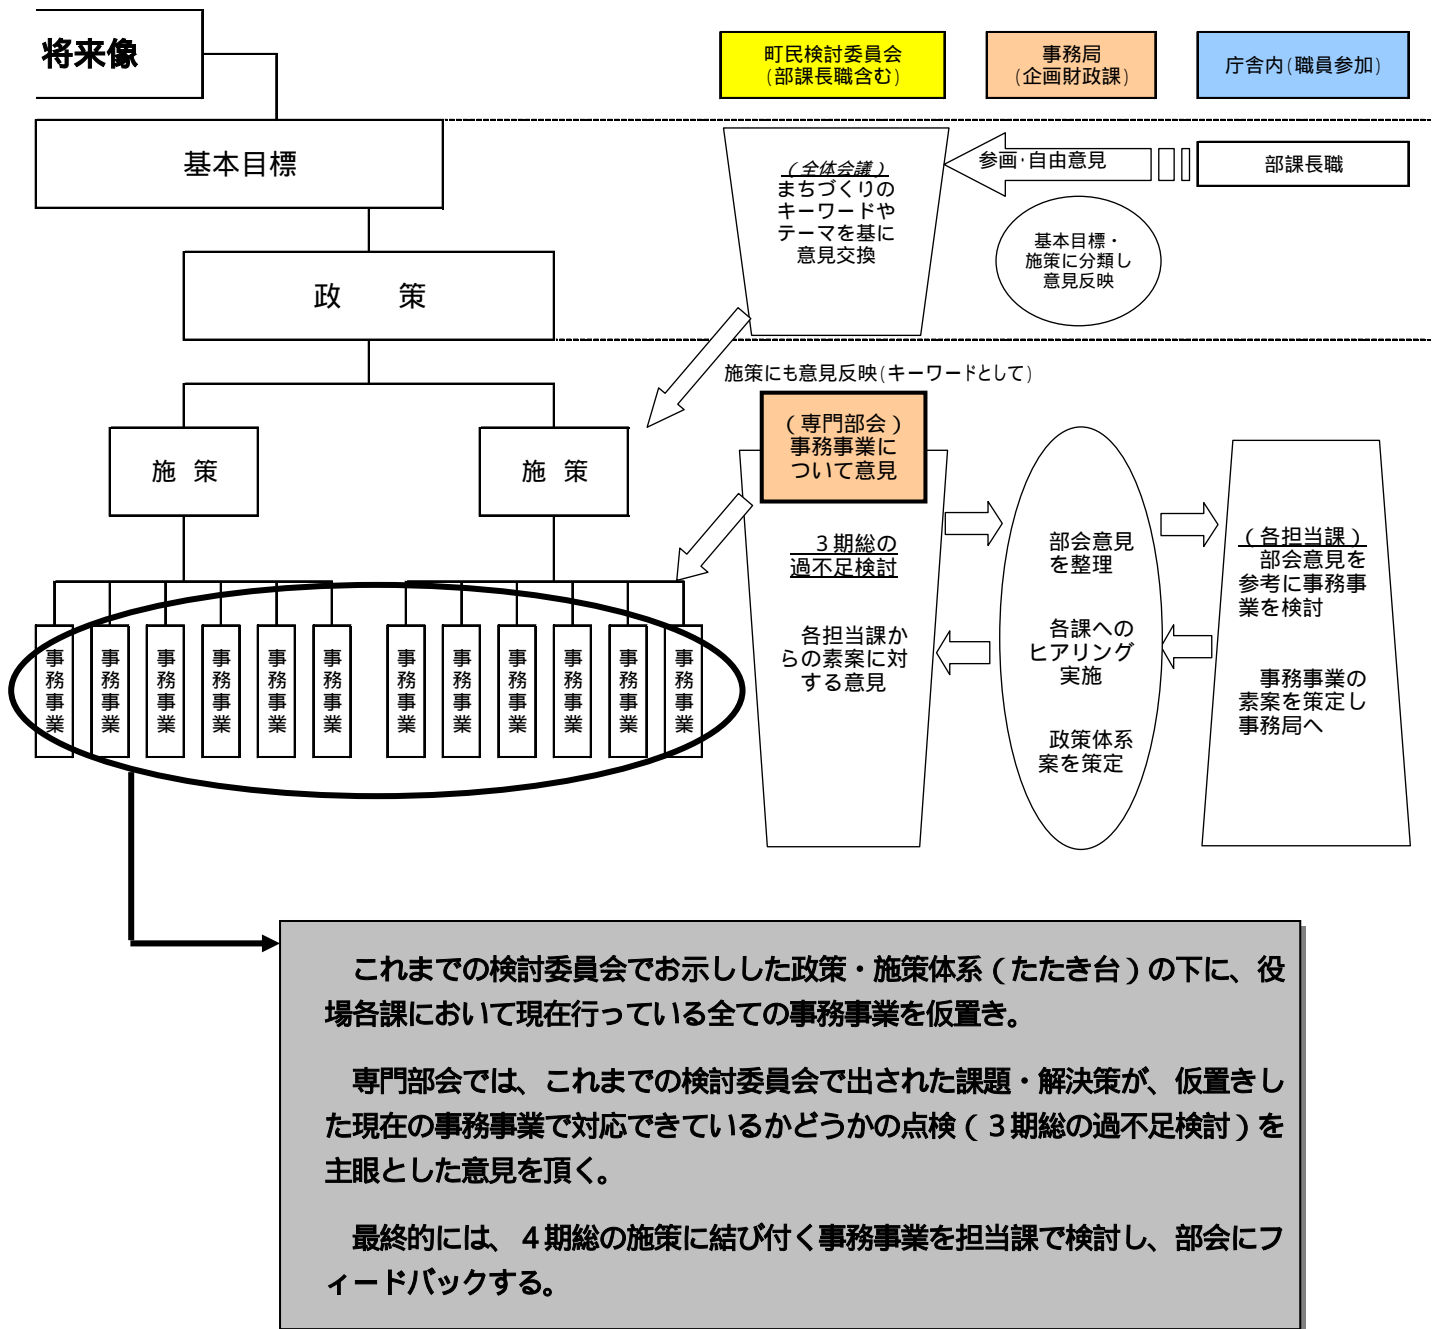 将来像
町民検討委員会
(部課長職含む)
事務局
(企画財政課)
庁舎内(職員参加)
基本目標
(全体会議)
まちづくりの
キーワードや
テーマを基に
意見交換
参画・自由意見
部課長職
基本目標・
施策に分類し
意見反映
政　策
施策にも意見反映(キーワードとして)
施 策
施 策
(専門部会)
事務事業に
ついて意見
3期総の
過不足検討
各担当課か
らの素案に対
する意見
部会意見
を整理
各課への
ヒアリング
実施
政策体系
案を策定
(各担当課)
部会意見を
参考に事務事
業を検討
事務事業の
素案を策定し
事務局へ
事務事業
事務事業
事務事業
事務事業
事務事業
事務事業
事務事業
事務事業
事務事業
事務事業
事務事業
事務事業
これまでの検討委員会でお示しした政策・施策体系(たたき台)の下に、役
場各課において現在行っている全ての事務事業を仮置き。
専門部会では、これまでの検討委員会で出された課題・解決策が、仮置きし
た現在の事務事業で対応できているかどうかの点検(3期総の過不足検討)を
主眼とした意見を頂く。
最終的には、4期総の施策に結び付く事務事業を担当課で検討し、部会にフ
ィードバックする。